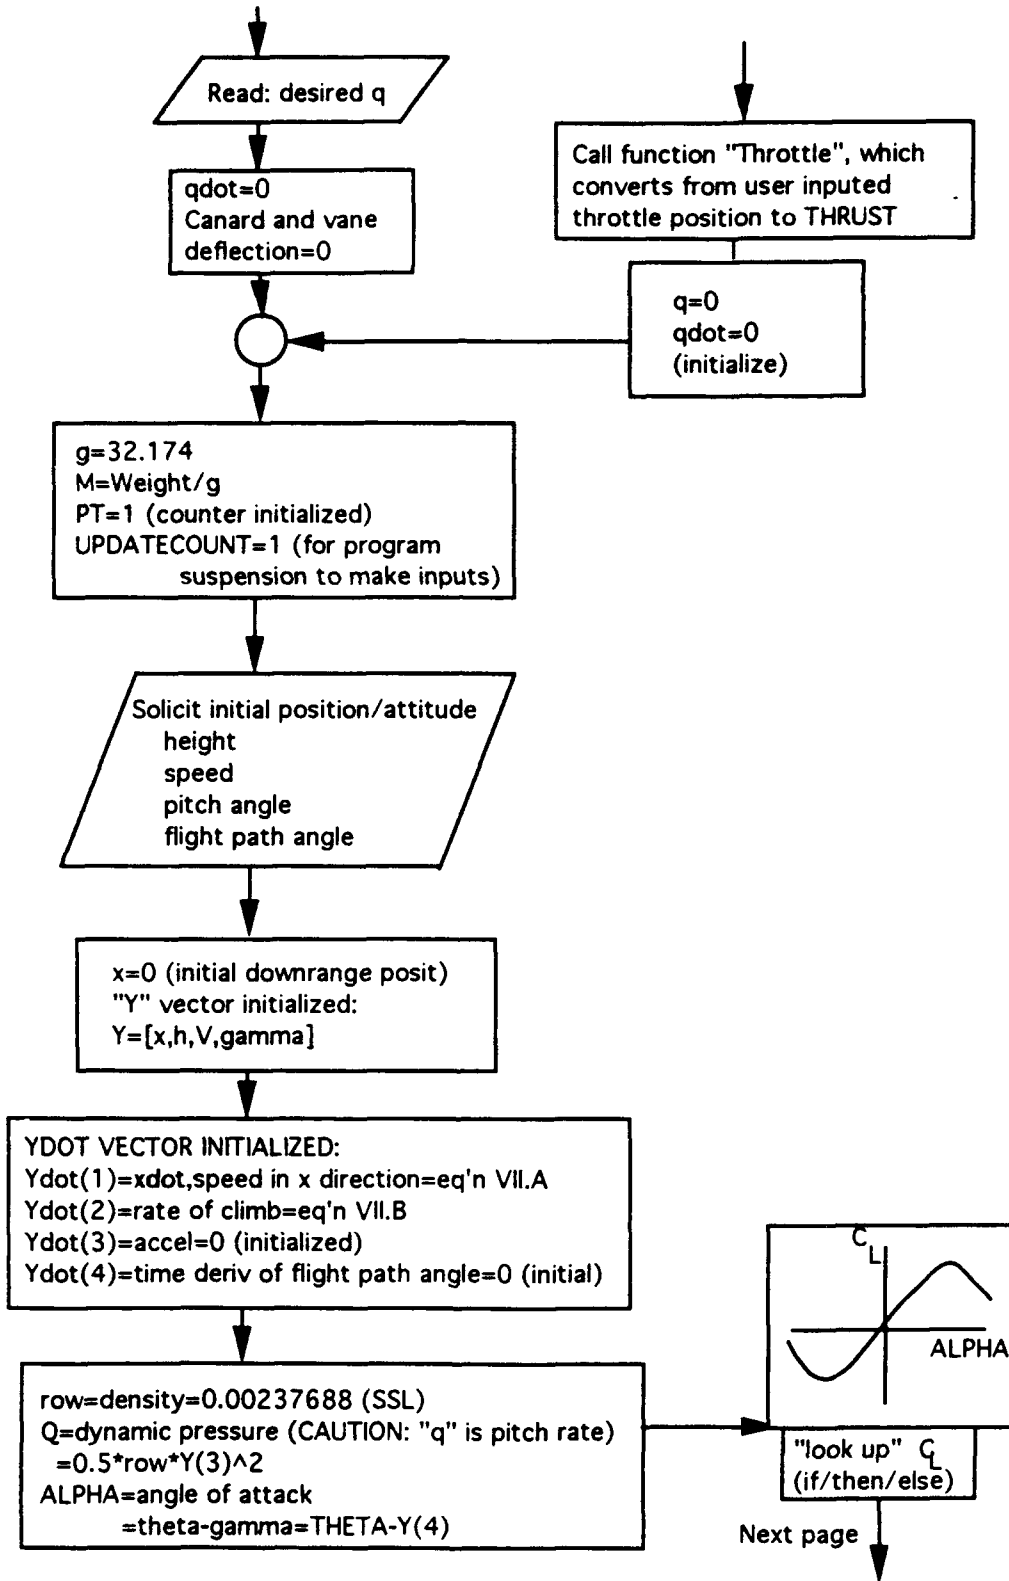 Read: desired q
qdot=0
Canard and vane
deflection=0
Call function "Throttle", which
converts from user inputed
throttle position to THRUST
q=0
qdot=0
(initialize)
g=32.174
M=Weight/g
PT=1 (counter initialized)
UPDATECOUNT=1 (for program
suspension to make inputs)
Solicit initial position/attitude
height
speed
pitch angle
flight path angle
x=0 (initial downrange posit)
"Y" vector initialized:
Y=[x,h,V,gamma]
YDOT VECTOR INITIALIZED:
Ydot(1)=xdot,speed in x direction=eq'n VII.A
Ydot(2)=rate of climb=eq'n VII.B
Ydot(3)=accel=0 (initialized)
Ydot(4)=time deriv of flight path angle=0 (initial)
row=density=0.00237688 (SSL)
Q=dynamic pressure (CAUTION: "q" is pitch rate)
=0.5*row*Y(3)^2
ALPHA=angle of attack
=theta-gamma=THETA-Y(4)
CL
ALPHA
"look up" CL
(if/then/else)
Next page